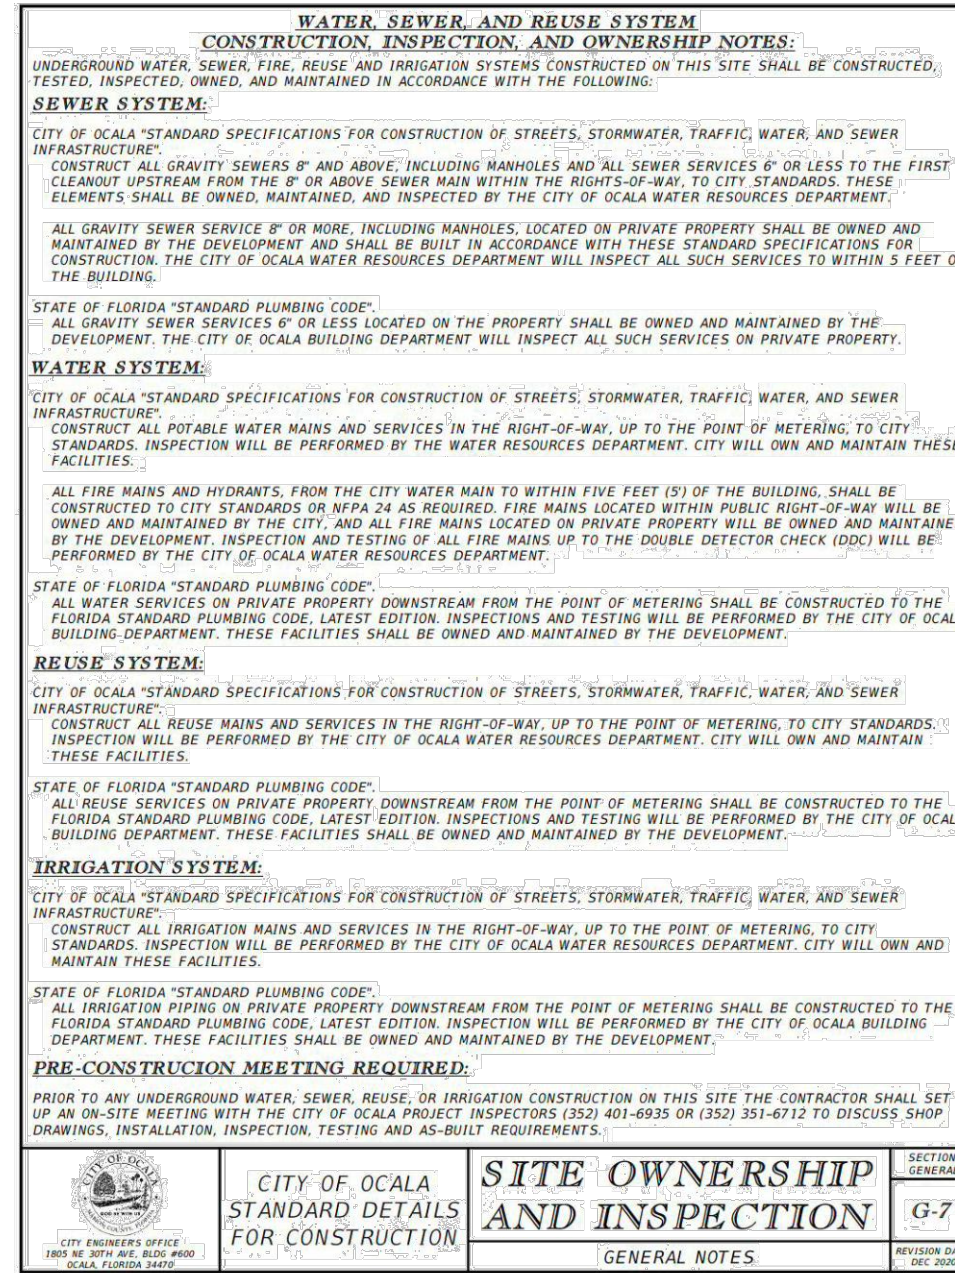 WATER, SEWER, AND REUSE SYSTEM
CONSTRUCTION, INSPECTION, AND OWNERSHIP NOTES:
UNDERGROUND WATER, SEWER, FIRE, REUSE AND IRRIGATION SYSTEMS CONSTRUCTED ON THIS SITE SHALL BE CONSTRUCTED,
TESTED, INSPECTED, OWNED, AND MAINTAINED IN ACCORDANCE WITH THE FOLLOWING:
SEWER SYSTEM:
CITY OF OCALA "STANDARD SPECIFICATIONS FOR CONSTRUCTION OF STREETS, STORMWATER, TRAFFIC, WATER, AND SEWER
INFRASTRUCTURE".
CONSTRUCT ALL GRAVITY SEWERS 8" AND ABOVE, INCLUDING MANHOLES AND ALL SEWER SERVICES 6" OR LESS TO THE FIRST
CLEANOUT UPSTREAM FROM THE 8" OR ABOVE SEWER MAIN WITHIN THE RIGHTS-OF-WAY, TO CITY STANDARDS. THESE
ELEMENTS SHALL BE OWNED, MAINTAINED, AND INSPECTED BY THE CITY OF OCALA WATER RESOURCES DEPARTMENT.
ALL GRAVITY SEWER SERVICE 8" OR MORE, INCLUDING MANHOLES, LOCATED ON PRIVATE PROPERTY SHALL BE OWNED AND
MAINTAINED BY THE DEVELOPMENT AND SHALL BE BUILT IN ACCORDANCE WITH THESE STANDARD SPECIFICATIONS FOR
CONSTRUCTION. THE CITY OF OCALA WATER RESOURCES DEPARTMENT WILL INSPECT ALL SUCH SERVICES TO WITHIN 5 FEET O
THE BUILDING.
STATE OF FLORIDA "STANDARD PLUMBING CODE".
ALL GRAVITY SEWER SERVICES 6" OR LESS LOCATED ON THE PROPERTY SHALL BE OWNED AND MAINTAINED BY THE
DEVELOPMENT. THE CITY OF OCALA BUILDING DEPARTMENT WILL INSPECT ALL SUCH SERVICES ON PRIVATE PROPERTY.
WATER SYSTEM:
CITY OF OCALA "STANDARD SPECIFICATIONS FOR CONSTRUCTION OF STREETS, STORMWATER, TRAFFIC, WATER, AND SEWER
INFRASTRUCTURE".
CONSTRUCT ALL POTABLE WATER MAINS AND SERVICES IN THE RIGHT-OF-WAY, UP TO THE POINT OF METERING, TO CITY
STANDARDS. INSPECTION WILL BE PERFORMED BY THE WATER RESOURCES DEPARTMENT. CITY WILL OWN AND MAINTAIN THESE
FACILITIES.
ALL FIRE MAINS AND HYDRANTS, FROM THE CITY WATER MAIN TO WITHIN FIVE FEET (5') OF THE BUILDING, SHALL BE
CONSTRUCTED TO CITY STANDARDS OR NFPA 24 AS REQUIRED. FIRE MAINS LOCATED WITHIN PUBLIC RIGHT-OF-WAY WILL BE
OWNED AND MAINTAINED BY THE CITY, AND ALL FIRE MAINS LOCATED ON PRIVATE PROPERTY WILL BE OWNED AND MAINTAINE
BY THE DEVELOPMENT. INSPECTION AND TESTING OF ALL FIRE MAINS UP TO THE DOUBLE DETECTOR CHECK (DDC) WILL BE
PERFORMED BY THE CITY OF OCALA WATER RESOURCES DEPARTMENT.
STATE OF FLORIDA "STANDARD PLUMBING CODE".
ALL WATER SERVICES ON PRIVATE PROPERTY DOWNSTREAM FROM THE POINT OF METERING SHALL BE CONSTRUCTED TO THE
FLORIDA STANDARD PLUMBING CODE, LATEST EDITION. INSPECTIONS AND TESTING WILL BE PERFORMED BY THE CITY OF OCAL
BUILDING DEPARTMENT. THESE FACILITIES SHALL BE OWNED AND MAINTAINED BY THE DEVELOPMENT.
REUSE SYSTEM:
CITY OF OCALA "STANDARD SPECIFICATIONS FOR CONSTRUCTION OF STREETS, STORMWATER, TRAFFIC, WATER, AND SEWER
INFRASTRUCTURE".
CONSTRUCT ALL REUSE MAINS AND SERVICES IN THE RIGHT-OF-WAY, UP TO THE POINT OF METERING, TO CITY STANDARDS.
INSPECTION WILL BE PERFORMED BY THE CITY OF OCALA WATER RESOURCES DEPARTMENT. CITY WILL OWN AND MAINTAIN
THESE FACILITIES.
STATE OF FLORIDA "STANDARD PLUMBING CODE".
ALL REUSE SERVICES ON PRIVATE PROPERTY DOWNSTREAM FROM THE POINT OF METERING SHALL BE CONSTRUCTED TO THE
FLORIDA STANDARD PLUMBING CODE, LATEST EDITION. INSPECTIONS AND TESTING WILL BE PERFORMED BY THE CITY OF OCAL
BUILDING DEPARTMENT. THESE FACILITIES SHALL BE OWNED AND MAINTAINED BY THE DEVELOPMENT.
IRRIGATION SYSTEM:
CITY OF OCALA "STANDARD SPECIFICATIONS FOR CONSTRUCTION OF STREETS, STORMWATER, TRAFFIC, WATER, AND SEWER
INFRASTRUCTURE".
CONSTRUCT ALL IRRIGATION MAINS AND SERVICES IN THE RIGHT-OF-WAY, UP TO THE POINT OF METERING, TO CITY
STANDARDS. INSPECTION WILL BE PERFORMED BY THE CITY OF OCALA WATER RESOURCES DEPARTMENT. CITY WILL OWN AND
MAINTAIN THESE FACILITIES.
STATE OF FLORIDA "STANDARD PLUMBING CODE".
ALL IRRIGATION PIPING ON PRIVATE PROPERTY DOWNSTREAM FROM THE POINT OF METERING SHALL BE CONSTRUCTED TO THE
FLORIDA STANDARD PLUMBING CODE, LATEST EDITION. INSPECTION WILL BE PERFORMED BY THE CITY OF OCALA BUILDING
DEPARTMENT. THESE FACILITIES SHALL BE OWNED AND MAINTAINED BY THE DEVELOPMENT.
PRE-CONSTRUCION MEETING REQUIRED:
PRIOR TO ANY UNDERGROUND WATER, SEWER, REUSE, OR IRRIGATION CONSTRUCTION ON THIS SITE THE CONTRACTOR SHALL SET
UP AN ON-SITE MEETING WITH THE CITY OF OCALA PROJECT INSPECTORS (352) 401-6935 OR (352) 351-6712 TO DISCUSS SHOP
DRAWINGS, INSTALLATION, INSPECTION, TESTING AND AS-BUILT REQUIREMENTS.
CITY OF OCALA
GOD BE WITH US
CITY ENGINEER'S OFFICE
1805 NE 30TH AVE, BLDG #600
OCALA, FLORIDA 34470
CITY OF OCALA
STANDARD DETAILS
FOR CONSTRUCTION
SITE OWNERSHIP
AND INSPECTION
GENERAL NOTES
SECTION
GENERAL
G-7
REVISION DA
DEC 2020